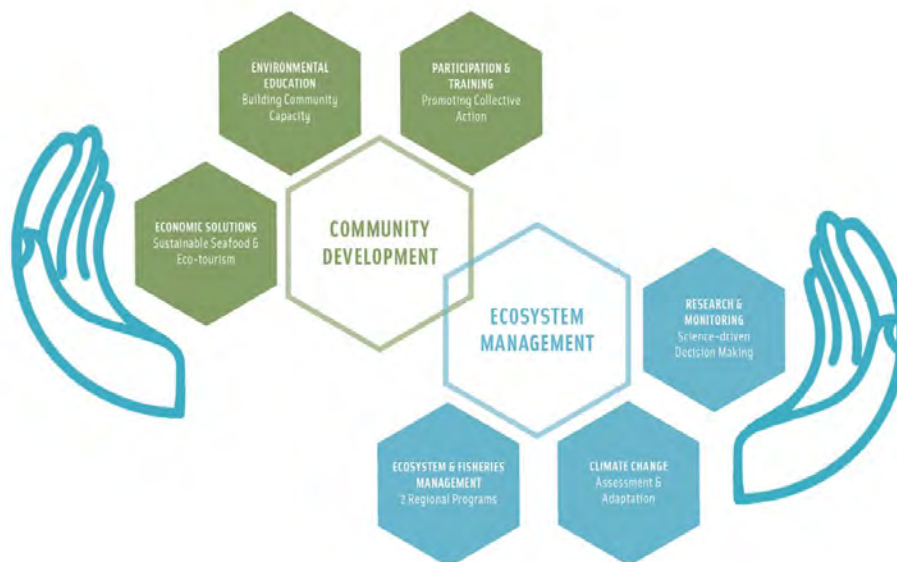 ENVIRONMENTAL
EDUCATION
Building Community
Capacity
PARTICIPATION &
TRAINING
Promoting Collective
Action
ECONOMIC SOLUTIONS
Sustainable Seafood &
Eco-tourism
COMMUNITY
DEVELOPMENT
ECOSYSTEM
MANAGEMENT
RESEARCH &
MONITORING
Science-driven
Decision Making
ECOSYSTEM & FISHERIES
MANAGEMENT
2 Regional Programs
CLIMATE CHANGE
Assessment &
Adaptation